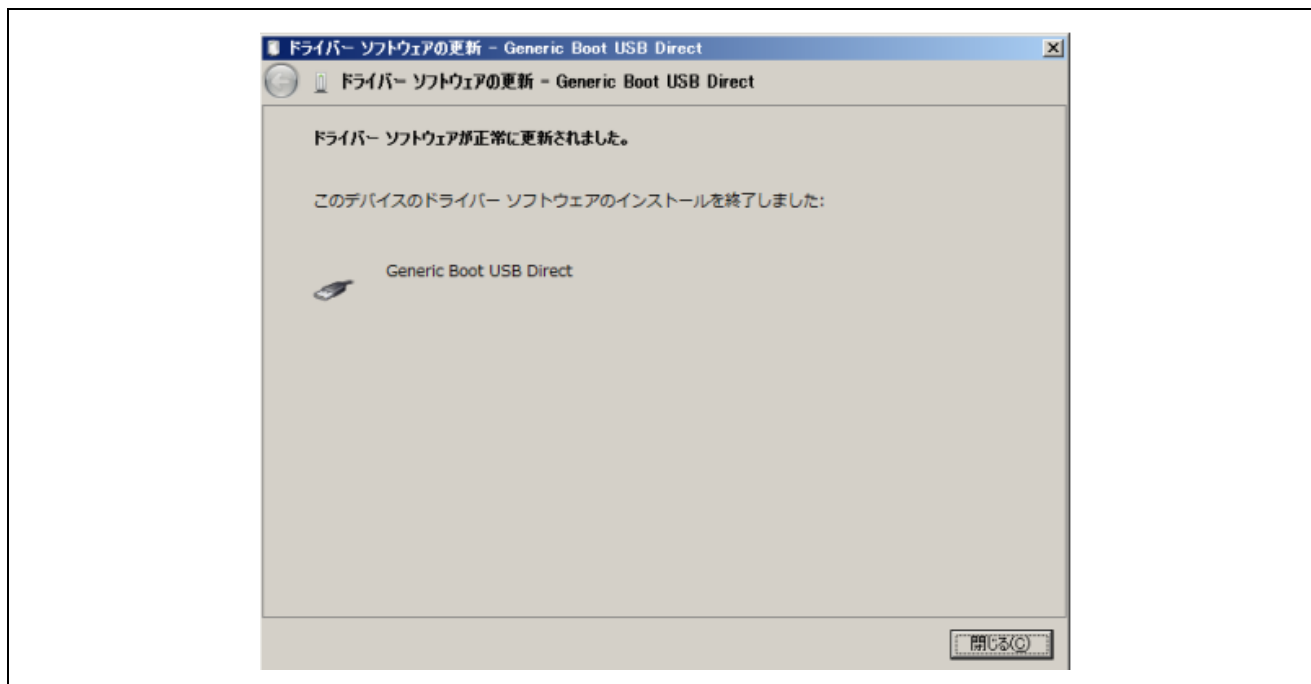 ドライバー ソフトウェアの更新 - Generic Boot USB Direct
ドライバー ソフトウェアの更新 - Generic Boot USB Direct
ドライバー ソフトウェアが正常に更新されました。
このデバイスのドライバー ソフトウェアのインストールを終了しました:
Generic Boot USB Direct
閉じる(C)